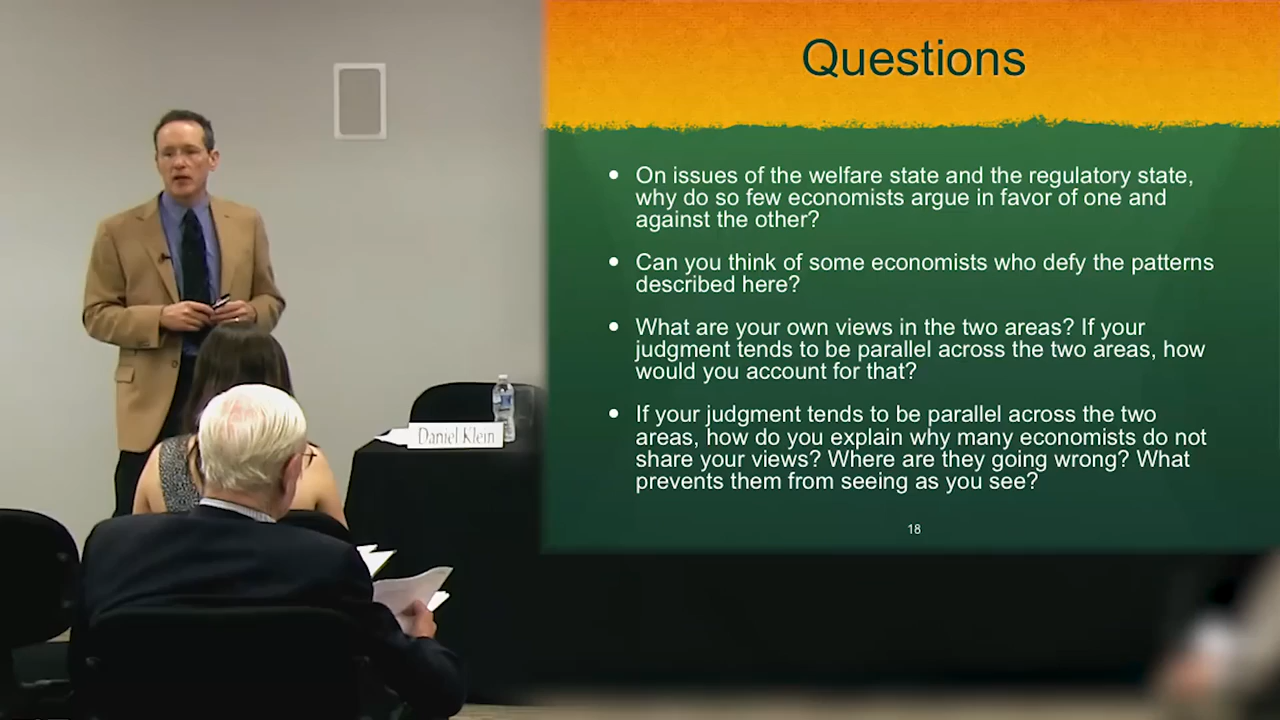 Questions
• On issues of the welfare state and the regulatory state,
why do so few economists argue in favor of one and
against the other?
• Can you think of some economists who defy the patterns
described here?
• What are your own views in the two areas? If your
judgment tends to be parallel across the two areas, how
would you account for that?
• If your judgment tends to be parallel across the two
areas, how do you explain why many economists do not
share your views? Where are they going wrong? What
prevents them from seeing as you see?
18
Daniel Klein